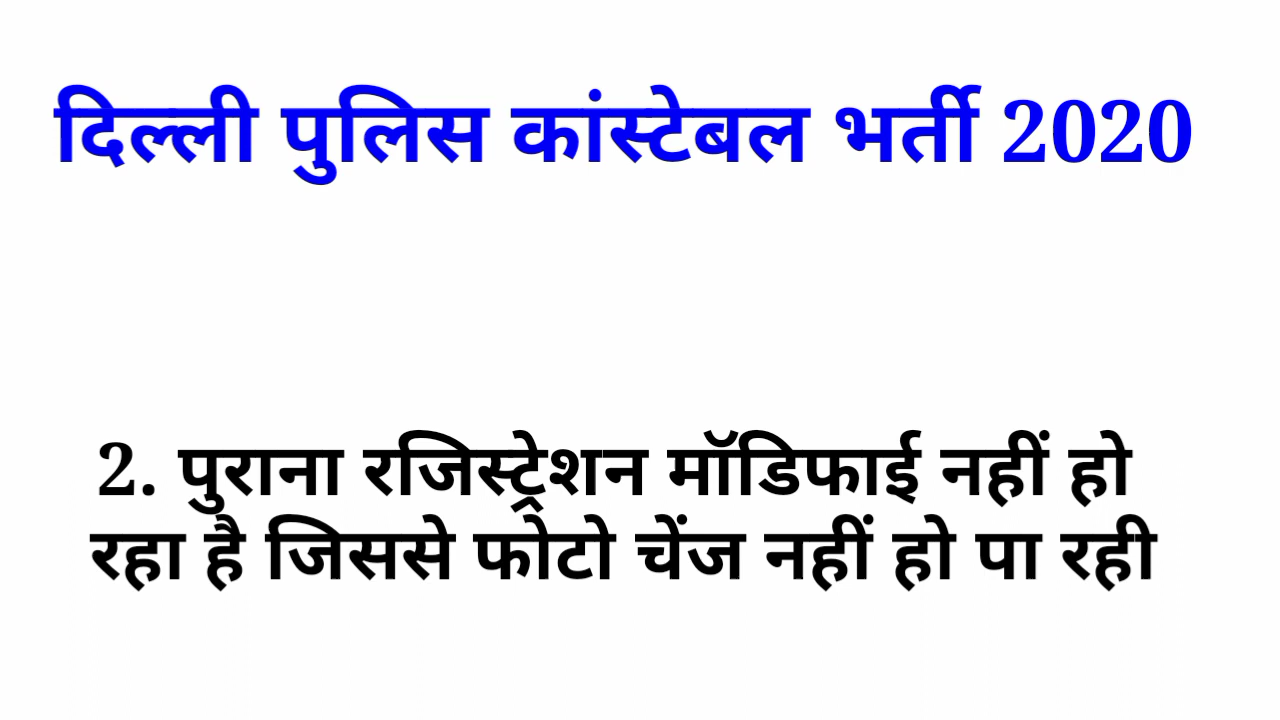 दिल्ली पुलिस कांस्टेबल भर्ती 2020
2. पुराना रजिस्ट्रेशन मॉडिफाई नहीं हो
रहा है जिससे फोटो चेंज नहीं हो पा रही